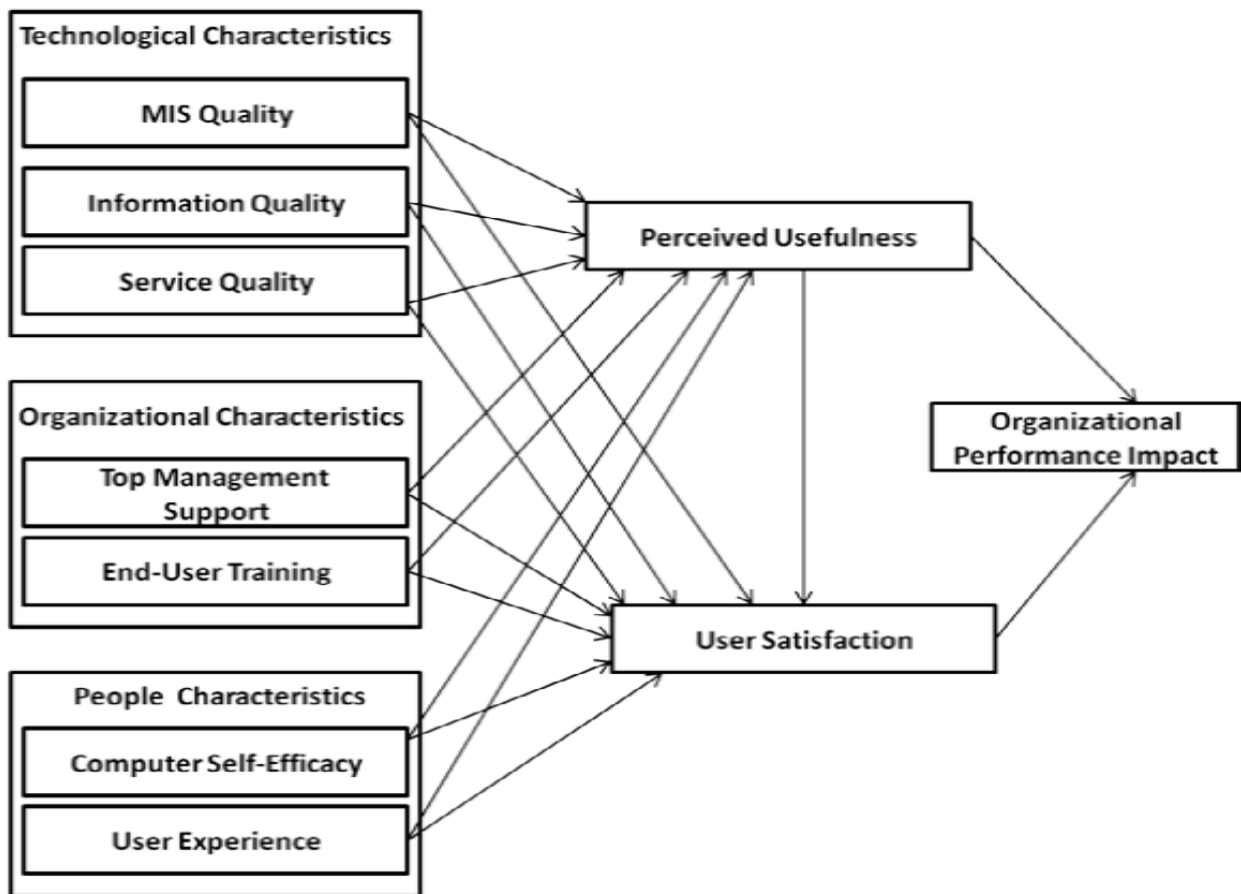 Technological Characteristics
MIS Quality
Information Quality
Service Quality
Perceived Usefulness
Organizational Characteristics
Top Management
Support
End-User Training
Organizational
Performance Impact
User Satisfaction
People Characteristics
Computer Self-Efficacy
User Experience